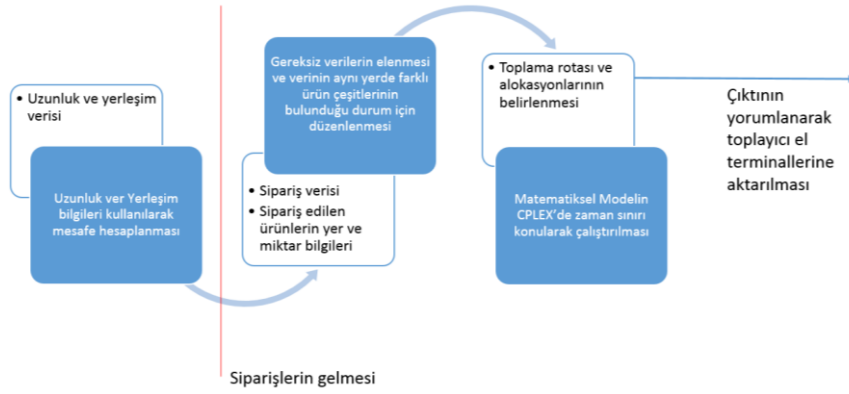 • Uzunluk ve yerleşim
verisi
Uzunluk ver Yerleşim
bilgileri kullanılarak
mesafe hesaplanması
Gereksiz verilerin elenmesi
ve verinin aynı yerde farklı
ürün çeşitlerinin
bulunduğu durum için
düzenlenmesi
• Sipariş verisi
• Sipariş edilen
ürünlerin yer ve
miktar bilgileri
• Toplama rotası ve
alokasyonlarının
belirlenmesi
Matematiksel Modelin
CPLEX'de zaman sınırı
konularak çalıştırılması
Çıktının
yorumlanarak
toplayıcı el
terminallerine
aktarılması
Siparişlerin gelmesi